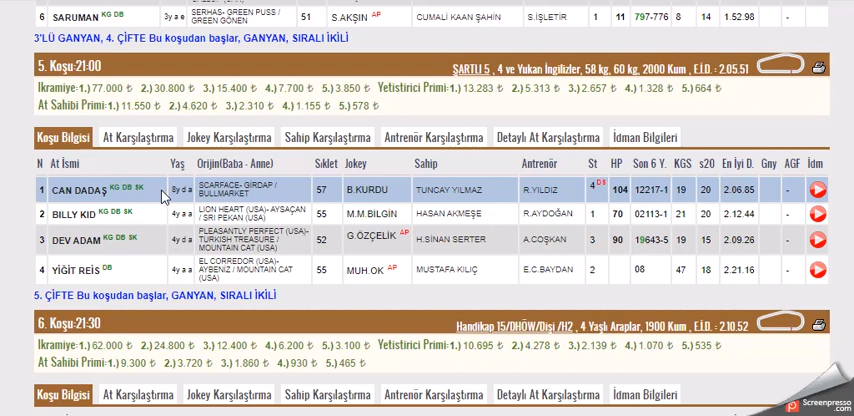 6 SARUMAN KG DB 3y a e SERHAS- GREEN PUSS / GREEN GÖNEN 51 S.AKŞIN AP CUMALİ KAAN ŞAHİN S.İŞLETİR 1 11 797-776 8 14 1.52.98 -
3'LÜ GANYAN, 4. ÇİFTE Bu koşudan başlar, GANYAN, SIRALI İKİLİ
5. Koşu:21:00 ŞARTLI 5 , 4 ve Yukarı İngilizler, 58 kg, 60 kg, 2000 Kum , E.İ.D. : 2.05.51
Ikramiye:1.) 77.000 ₺ 2.) 30.800 ₺ 3.) 15.400 ₺ 4.) 7.700 ₺ 5.) 3.850 ₺ Yetistirici Primi:1.) 13.283 ₺ 2.) 5.313 ₺ 3.) 2.657 ₺ 4.) 1.328 ₺ 5.) 664 ₺
At Sahibi Primi:1.) 11.550 ₺ 2.) 4.620 ₺ 3.) 2.310 ₺ 4.) 1.155 ₺ 5.) 578 ₺
Koşu Bilgisi At Karşılaştırma Jokey Karşılaştırma Sahip Karşılaştırma Antrenör Karşılaştırma Detaylı At Karşılaştırma İdman Bilgileri
N At İsmi Yaş Orijin(Baba - Anne) Sıklet Jokey Sahip Antrenör St HP Son 6 Y. KGS s20 En İyi D. Gny AGF İdm
1 CAN DADAŞ KG DB SK 8y d a SCARFACE- GİRDAP / BULLMARKET 57 B.KURDU TUNCAY YILMAZ R.YILDIZ 4 DS 104 12217-1 19 20 2.06.85 -
2 BILLY KID KG DB SK 4y a a LION HEART (USA)- AYSAÇAN / SRI PEKAN (USA) 55 M.M.BİLGİN HASAN AKMEŞE R.AYDOĞAN 1 70 02113-1 21 20 2.12.44 -
3 DEV ADAM KG DB SK 4y d a PLEASANTLY PERFECT (USA)- TURKISH TREASURE / MOUNTAIN CAT (USA) 52 G.ÖZÇELİK AP H.SİNAN SERTER A.COŞKAN 3 90 19643-5 19 15 2.09.26 -
4 YİĞİT REİS DB 4y a a EL CORREDOR (USA)- AYBENİZ / MOUNTAIN CAT (USA) 55 MUH.OK AP MUSTAFA KILIÇ E.C.BAYDAN 2 08 47 18 2.21.16 -
5. ÇİFTE Bu koşudan başlar, GANYAN, SIRALI İKİLİ
6. Koşu:21:30 Handikap 15/DHÖW/Dişi /H2 , 4 Yaşlı Araplar, 1900 Kum , E.İ.D. : 2.10.52
Ikramiye:1.) 62.000 ₺ 2.) 24.800 ₺ 3.) 12.400 ₺ 4.) 6.200 ₺ 5.) 3.100 ₺ Yetistirici Primi:1.) 10.695 ₺ 2.) 4.278 ₺ 3.) 2.139 ₺ 4.) 1.070 ₺ 5.) 535 ₺
At Sahibi Primi:1.) 9.300 ₺ 2.) 3.720 ₺ 3.) 1.860 ₺ 4.) 930 ₺ 5.) 465 ₺
Koşu Bilgisi At Karşılaştırma Jokey Karşılaştırma Sahip Karşılaştırma Antrenör Karşılaştırma Detaylı At Karşılaştırma İdman Bilgileri
Screenpresso
.com